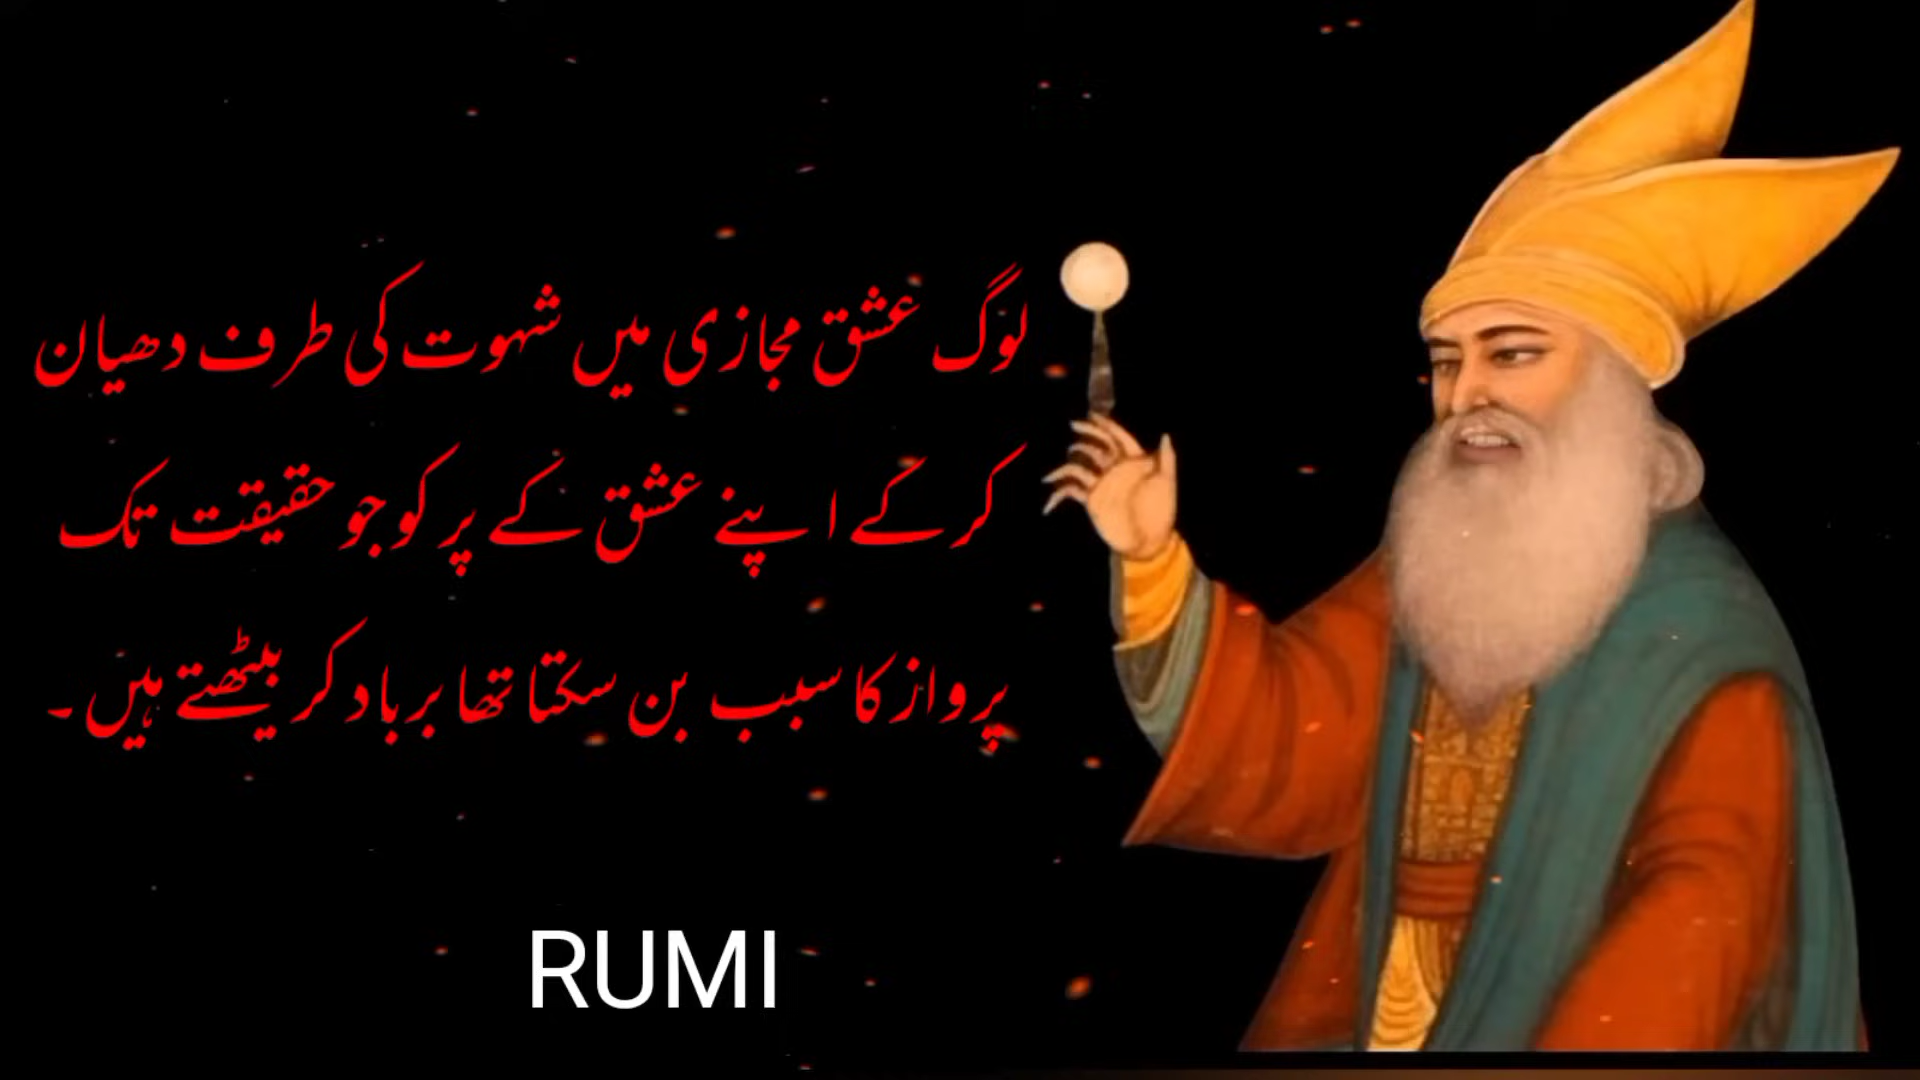 لوگ عشق مجازی میں شہوت کی طرف دھیان
کرکے اپنے عشق کے پر کو جو حقیقت تک
پرواز کا سبب بن سکتا تھا برباد کر بیٹھتے ہیں۔
RUMI